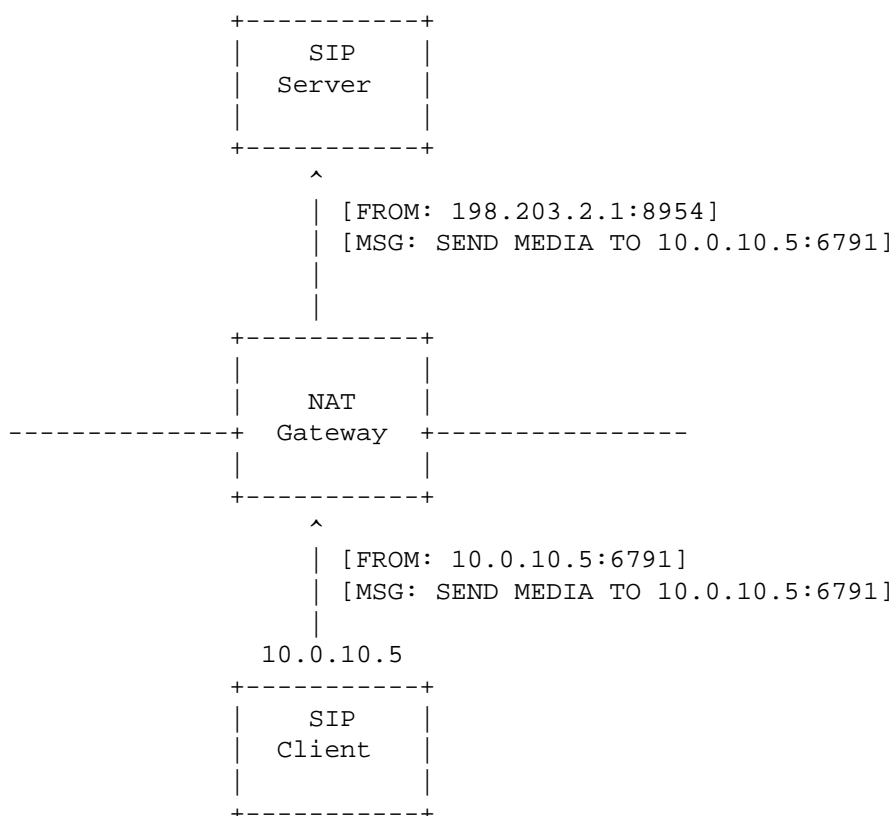 SIP
Server
[FROM: 198.203.2.1:8954]
[MSG: SEND MEDIA TO 10.0.10.5:6791]
NAT
Gateway
[FROM: 10.0.10.5:6791]
[MSG: SEND MEDIA TO 10.0.10.5:6791]
10.0.10.5
SIP
Client